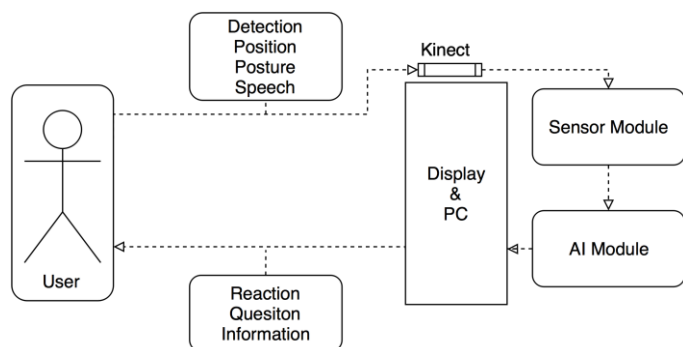 Detection
Position
Posture
Speech
Kinect
Sensor Module
Display
&
PC
AI Module
User
Reaction
Quesiton
Information